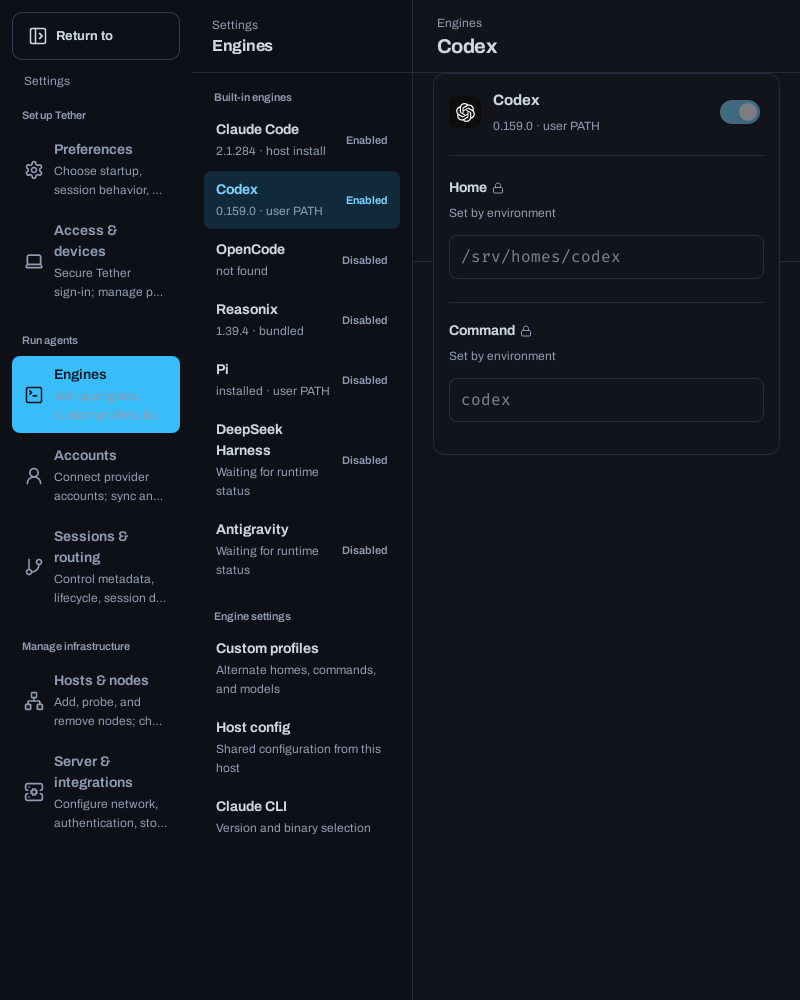 Return to
Settings
Set up Tether
Preferences
Choose startup,
session behavior, ...
Access &
devices
Secure Tether
sign-in; manage p...
Run agents
Engines
Accounts
Connect provider
accounts; sync an...
Sessions &
routing
Control metadata,
lifecycle, session d...
Manage infrastructure
Hosts & nodes
Add, probe, and
remove nodes; ch...
Server &
integrations
Configure network,
authentication, sto...
Settings
Engines
Built-in engines
Claude Code
2.1.284 · host install
Enabled
Codex
0.159.0 · user PATH
Enabled
OpenCode
not found
Disabled
Reasonix
1.39.4 · bundled
Disabled
Pi
installed · user PATH
Disabled
DeepSeek
Harness
Waiting for runtime
status
Disabled
Antigravity
Waiting for runtime
status
Disabled
Engine settings
Custom profiles
Alternate homes, commands,
and models
Host config
Shared configuration from this
host
Claude CLI
Version and binary selection
Engines
Codex
Codex
0.159.0 · user PATH
Home
Set by environment
/srv/homes/codex
Command
Set by environment
codex